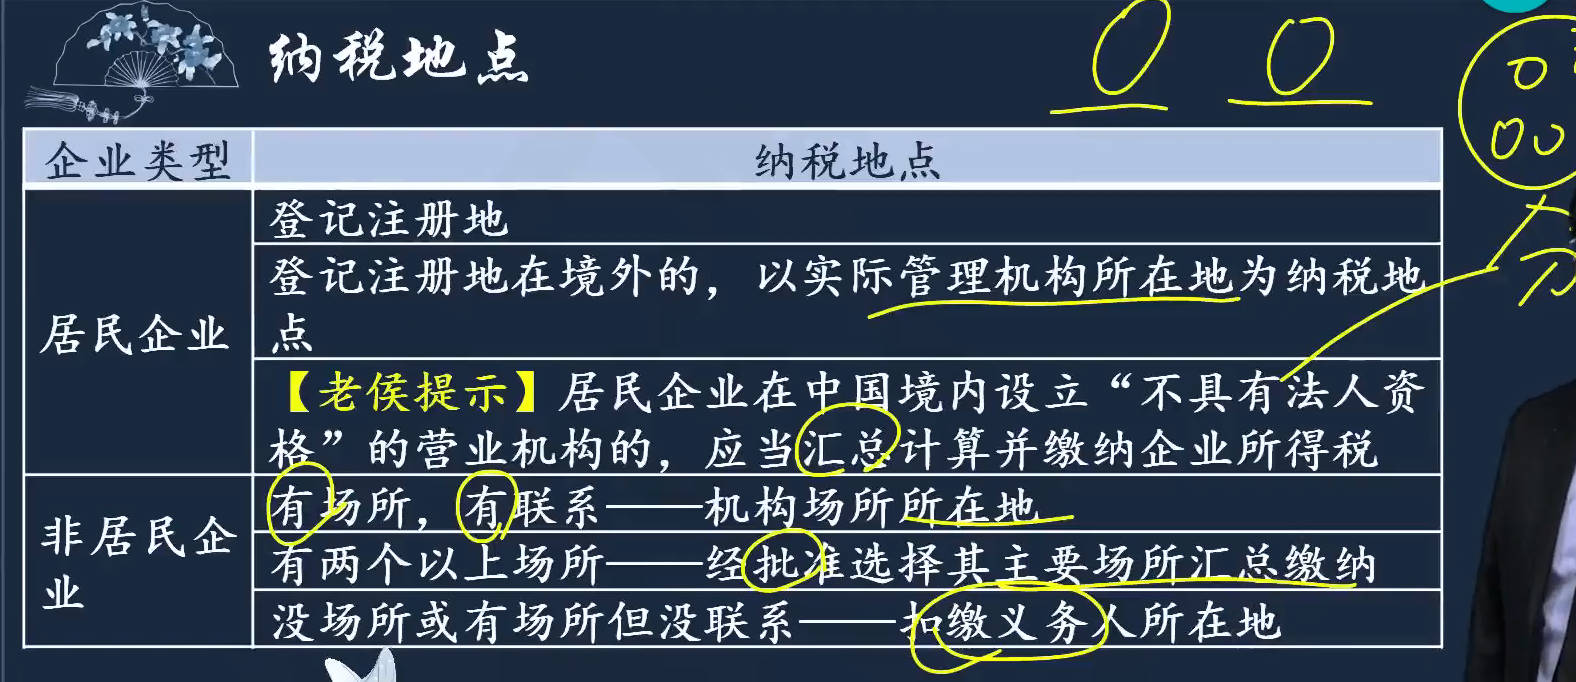 纳税地点
企业类型
纳税地点
居民企业
登记注册地
登记注册地在境外的，以实际管理机构所在地为纳税地
点
【老侯提示】居民企业在中国境内设立“不具有法人资
格”的营业机构的，应当汇总计算并缴纳企业所得税
非居民企
业
有场所，有联系——机构场所所在地
有两个以上场所——经批准选择其主要场所汇总缴纳
没场所或有场所但没联系——扣缴义务人所在地
分